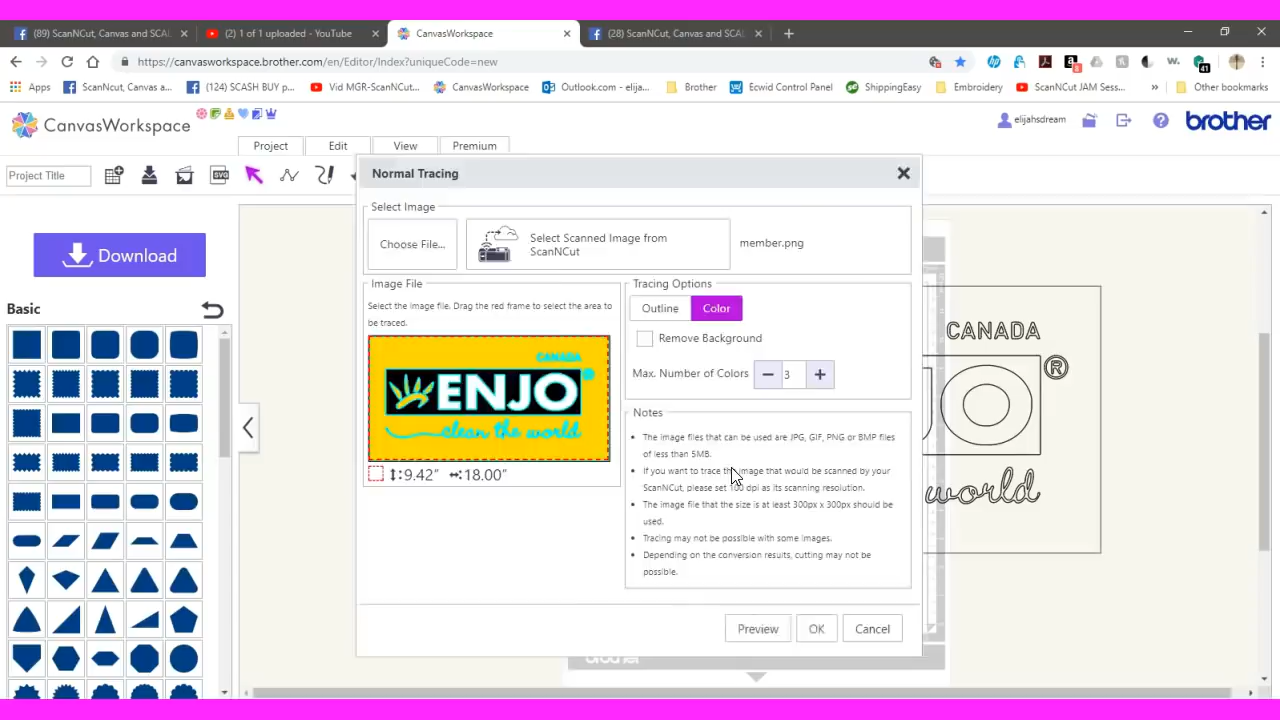 (89) ScanNCut, Canvas and SCAL
(2) 1 of 1 uploaded - YouTube
CanvasWorkspace
(28) ScanNCut, Canvas and SCAL
https://canvasworkspace.brother.com/en/Editor/Index?uniqueCode=new
Apps
ScanNcut, Canvas a...
(124) SCASH BUY p...
Vid MGR-ScanNCut...
CanvasWorkspace
Outlook.com - elija...
Brother
Ecwid Control Panel
ShippingEasy
Embroidery
ScanNCut JAM Sess...
»
Other bookmarks
CanvasWorkspace
elijahsdream
brother
Project
Edit
View
Premium
Project Title
SVG
Download
Basic
Normal Tracing
Select Image
Choose File...
Select Scanned Image from
ScanNCut
member.png
Image File
Select the image file. Drag the red frame to select the area to
be traced.
CANADA
ENJO
clean the world
9.42"
18.00"
Tracing Options
Outline
Color
Remove Background
Max. Number of Colors
− 3 +
Notes
• The image files that can be used are JPG, GIF, PNG or BMP files
of less than 5MB.
• If you want to trace the image that would be scanned by your
ScanNCut, please set 150 dpi as its scanning resolution.
• The image file that the size is at least 300px x 300px should be
used.
• Tracing may not be possible with some images.
• Depending on the conversion results, cutting may not be
possible.
Preview
OK
Cancel
CANADA
®
world
brother